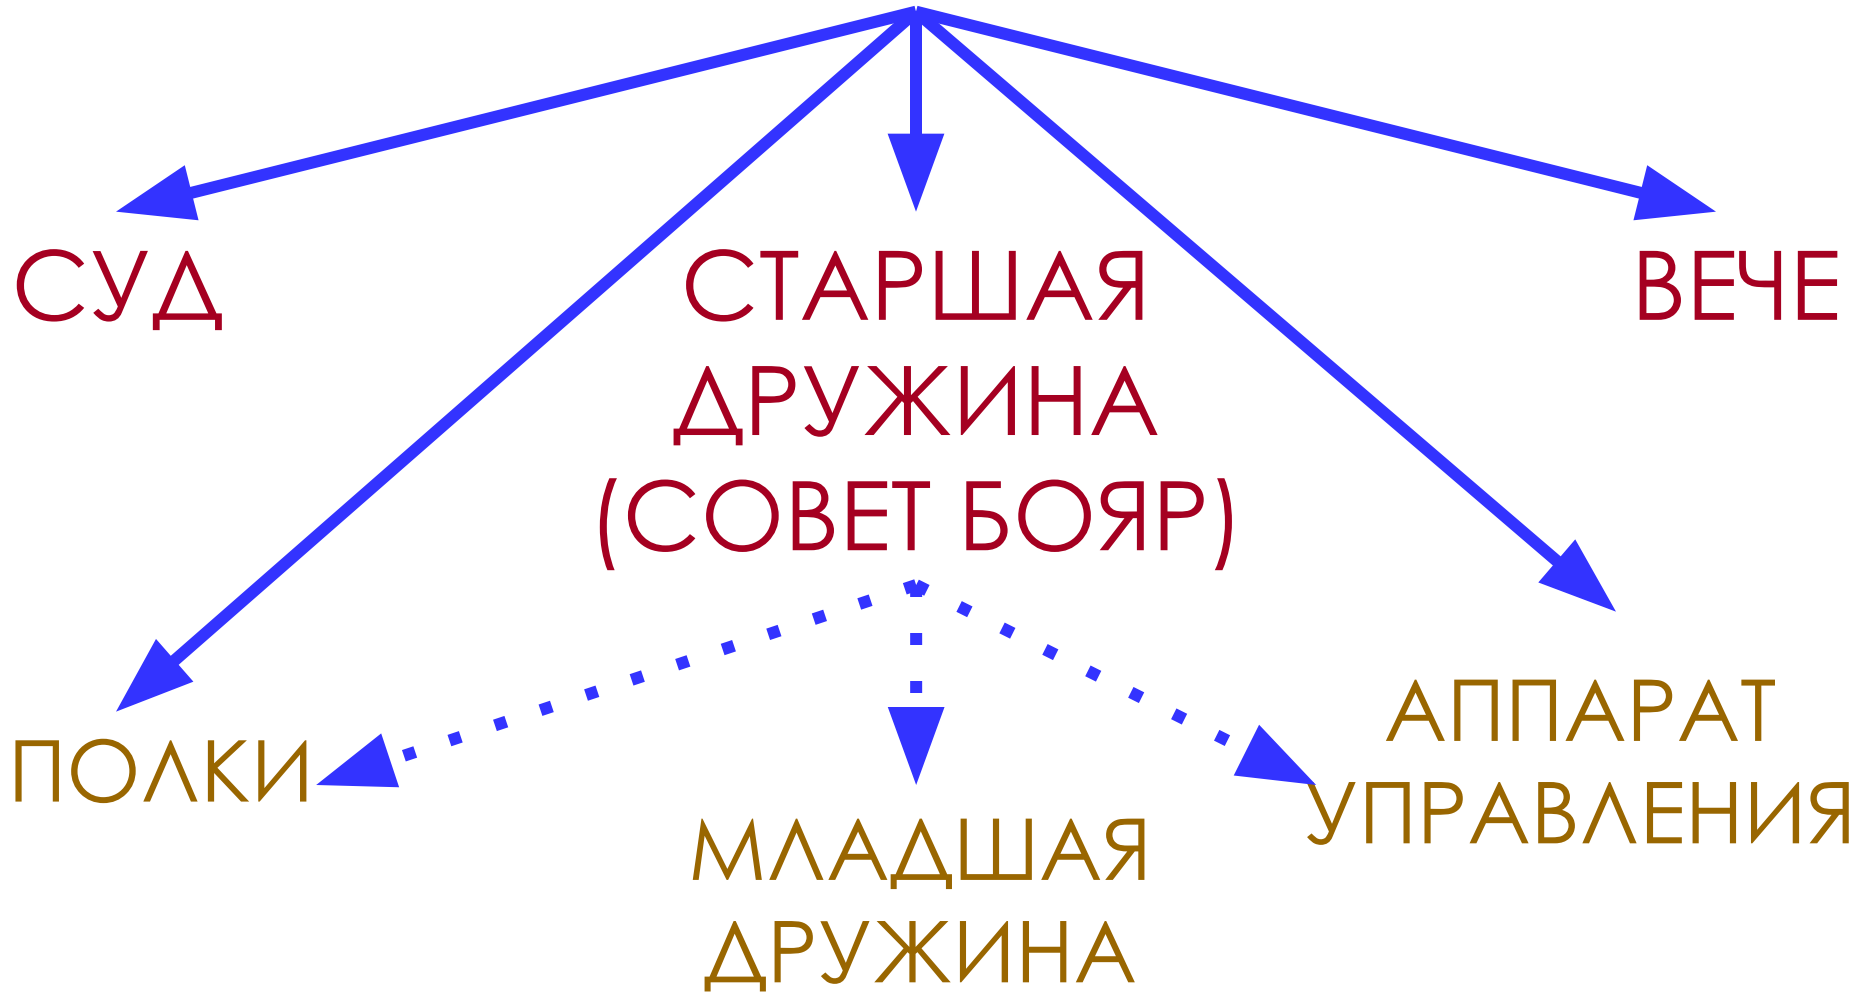 СУД
СТАРШАЯ
ДРУЖИНА
(СОВЕТ БОЯР)
ВЕЧЕ
ПОЛКИ
МЛАДШАЯ
ДРУЖИНА
АППАРАТ
УПРАВЛЕНИЯ